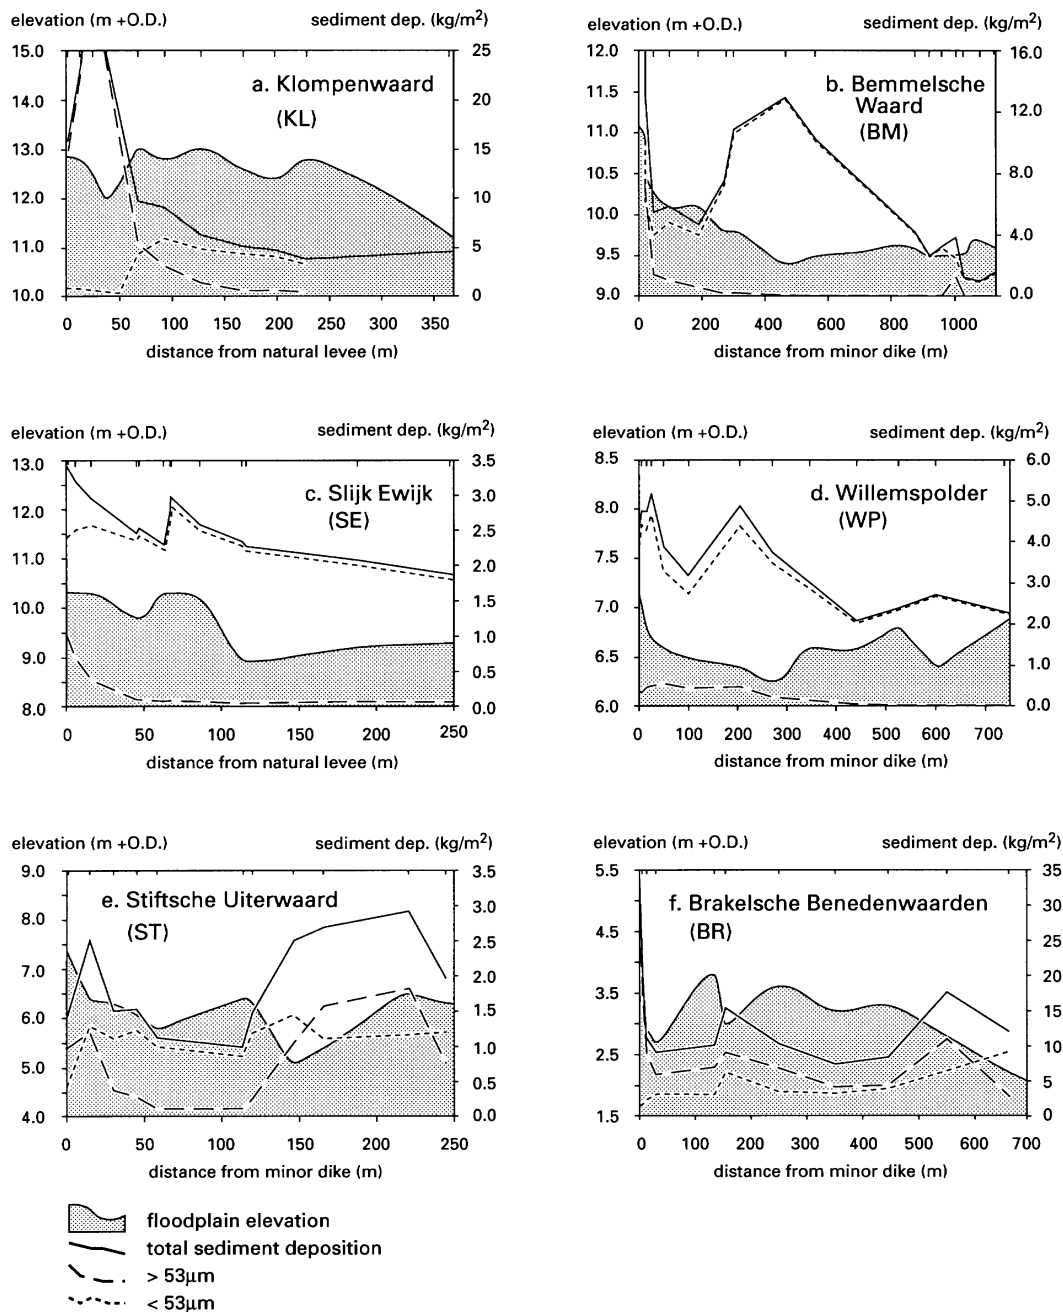 elevation (m +O.D.) sediment dep. (kg/m2)
15.0 25
14.0 20
13.0 15
12.0 10
11.0 5
10.0 0
a. Klompenwaard
(KL)
0 50 100 150 200 250 300 350
distance from natural levee (m)
elevation (m +O.D.) sediment dep. (kg/m2)
12.0 16.0
11.5
11.0 12.0
10.5 8.0
10.0
9.5 4.0
9.0 0.0
b. Bemmelsche
Waard
(BM)
0 200 400 600 800 1000
distance from minor dike (m)
elevation (m +O.D.) sediment dep. (kg/m2)
13.0 3.5
12.0 3.0
11.0 2.5
2.0
10.0 1.5
9.0 1.0
0.5
8.0 0.0
c. Slijk Ewijk
(SE)
0 50 100 150 200 250
distance from natural levee (m)
elevation (m +O.D.) sediment dep. (kg/m2)
8.5 6.0
8.0 5.0
7.5 4.0
7.0 3.0
2.0
6.5 1.0
6.0 0.0
d. Willemspolder
(WP)
0 100 200 300 400 500 600 700
distance from minor dike (m)
elevation (m +O.D.) sediment dep. (kg/m2)
9.0 3.5
8.0 3.0
2.5
7.0 2.0
6.0 1.5
5.0 1.0
0.5
4.0 0.0
e. Stiftsche Uiterwaard
(ST)
0 50 100 150 200 250
distance from minor dike (m)
elevation (m +O.D.) sediment dep. (kg/m2)
5.5 35
4.5 30
25
3.5 20
15
2.5 10
5
1.5 0
f. Brakelsche Benedenwaarden
(BR)
0 100 200 300 400 500 600 700
distance from minor dike (m)
floodplain elevation
total sediment deposition
> 53µm
< 53µm